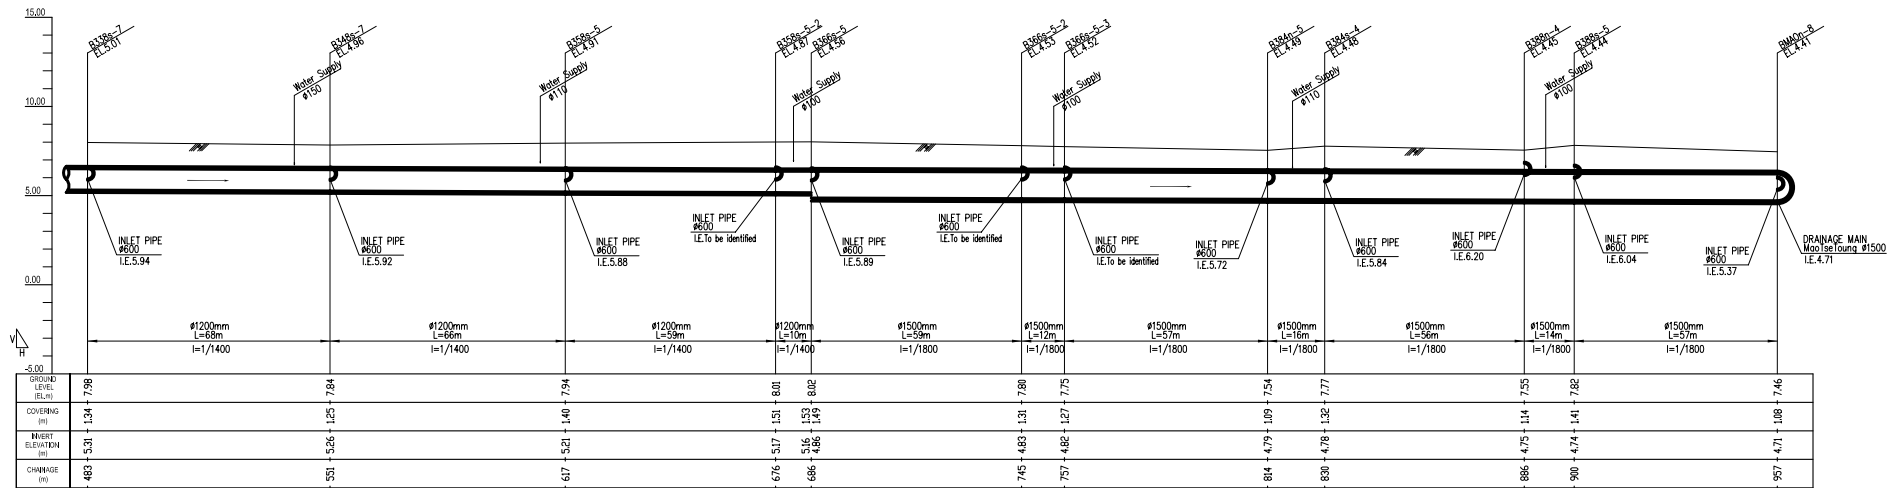 15.00
10.00
5.00
0.00
-5.00
B338s-7
EL.5.01
B348s-7
EL.4.96
B358s-5
EL.4.91
B358s-5-2
EL.4.87
B366s-5
EL.4.56
B366s-5-2
EL.4.53
B366s-5-3
EL.4.52
B384n-5
EL.4.49
B384s-4
EL.4.48
B388n-4
EL.4.45
B388s-5
EL.4.44
BMAOn-8
EL.4.41
Water Supply
ø150
Water Supply
ø110
Water Supply
ø100
Water Supply
ø100
Water Supply
ø110
Water Supply
ø100
INLET PIPE
ø600
I.E.5.94
INLET PIPE
ø600
I.E.5.92
INLET PIPE
ø600
I.E.5.88
INLET PIPE
ø600
I.E.To be identified
INLET PIPE
ø600
I.E.5.89
INLET PIPE
ø600
I.E.To be identified
INLET PIPE
ø600
I.E.To be identified
INLET PIPE
ø600
I.E.5.72
INLET PIPE
ø600
I.E.5.84
INLET PIPE
ø600
I.E.6.20
INLET PIPE
ø600
I.E.6.04
INLET PIPE
ø600
I.E.5.37
DRAINAGE MAIN
MaoTseToung ø1500
I.E.4.71
V
H
ø1200mm
L=68m
I=1/1400
ø1200mm
L=66m
I=1/1400
ø1200mm
L=59m
I=1/1400
ø1200mm
L=10m
I=1/1400
ø1500mm
L=59m
I=1/1800
ø1500mm
L=12m
I=1/1800
ø1500mm
L=57m
I=1/1800
ø1500mm
L=16m
I=1/1800
ø1500mm
L=56m
I=1/1800
ø1500mm
L=14m
I=1/1800
ø1500mm
L=57m
I=1/1800
GROUND
LEVEL
(EL.m)
7.98 7.84 7.94 8.01 8.02 7.80 7.75 7.54 7.77 7.55 7.82 7.46
COVERING
(m)
1.34 1.25 1.40 1.51 1.53 1.49 1.31 1.27 1.09 1.32 1.14 1.41 1.08
INVERT
ELEVATION
(m)
5.31 5.26 5.21 5.17 5.16 4.86 4.83 4.82 4.79 4.78 4.75 4.74 4.71
CHAINAGE
(m)
483 551 617 676 686 745 757 814 830 886 900 957